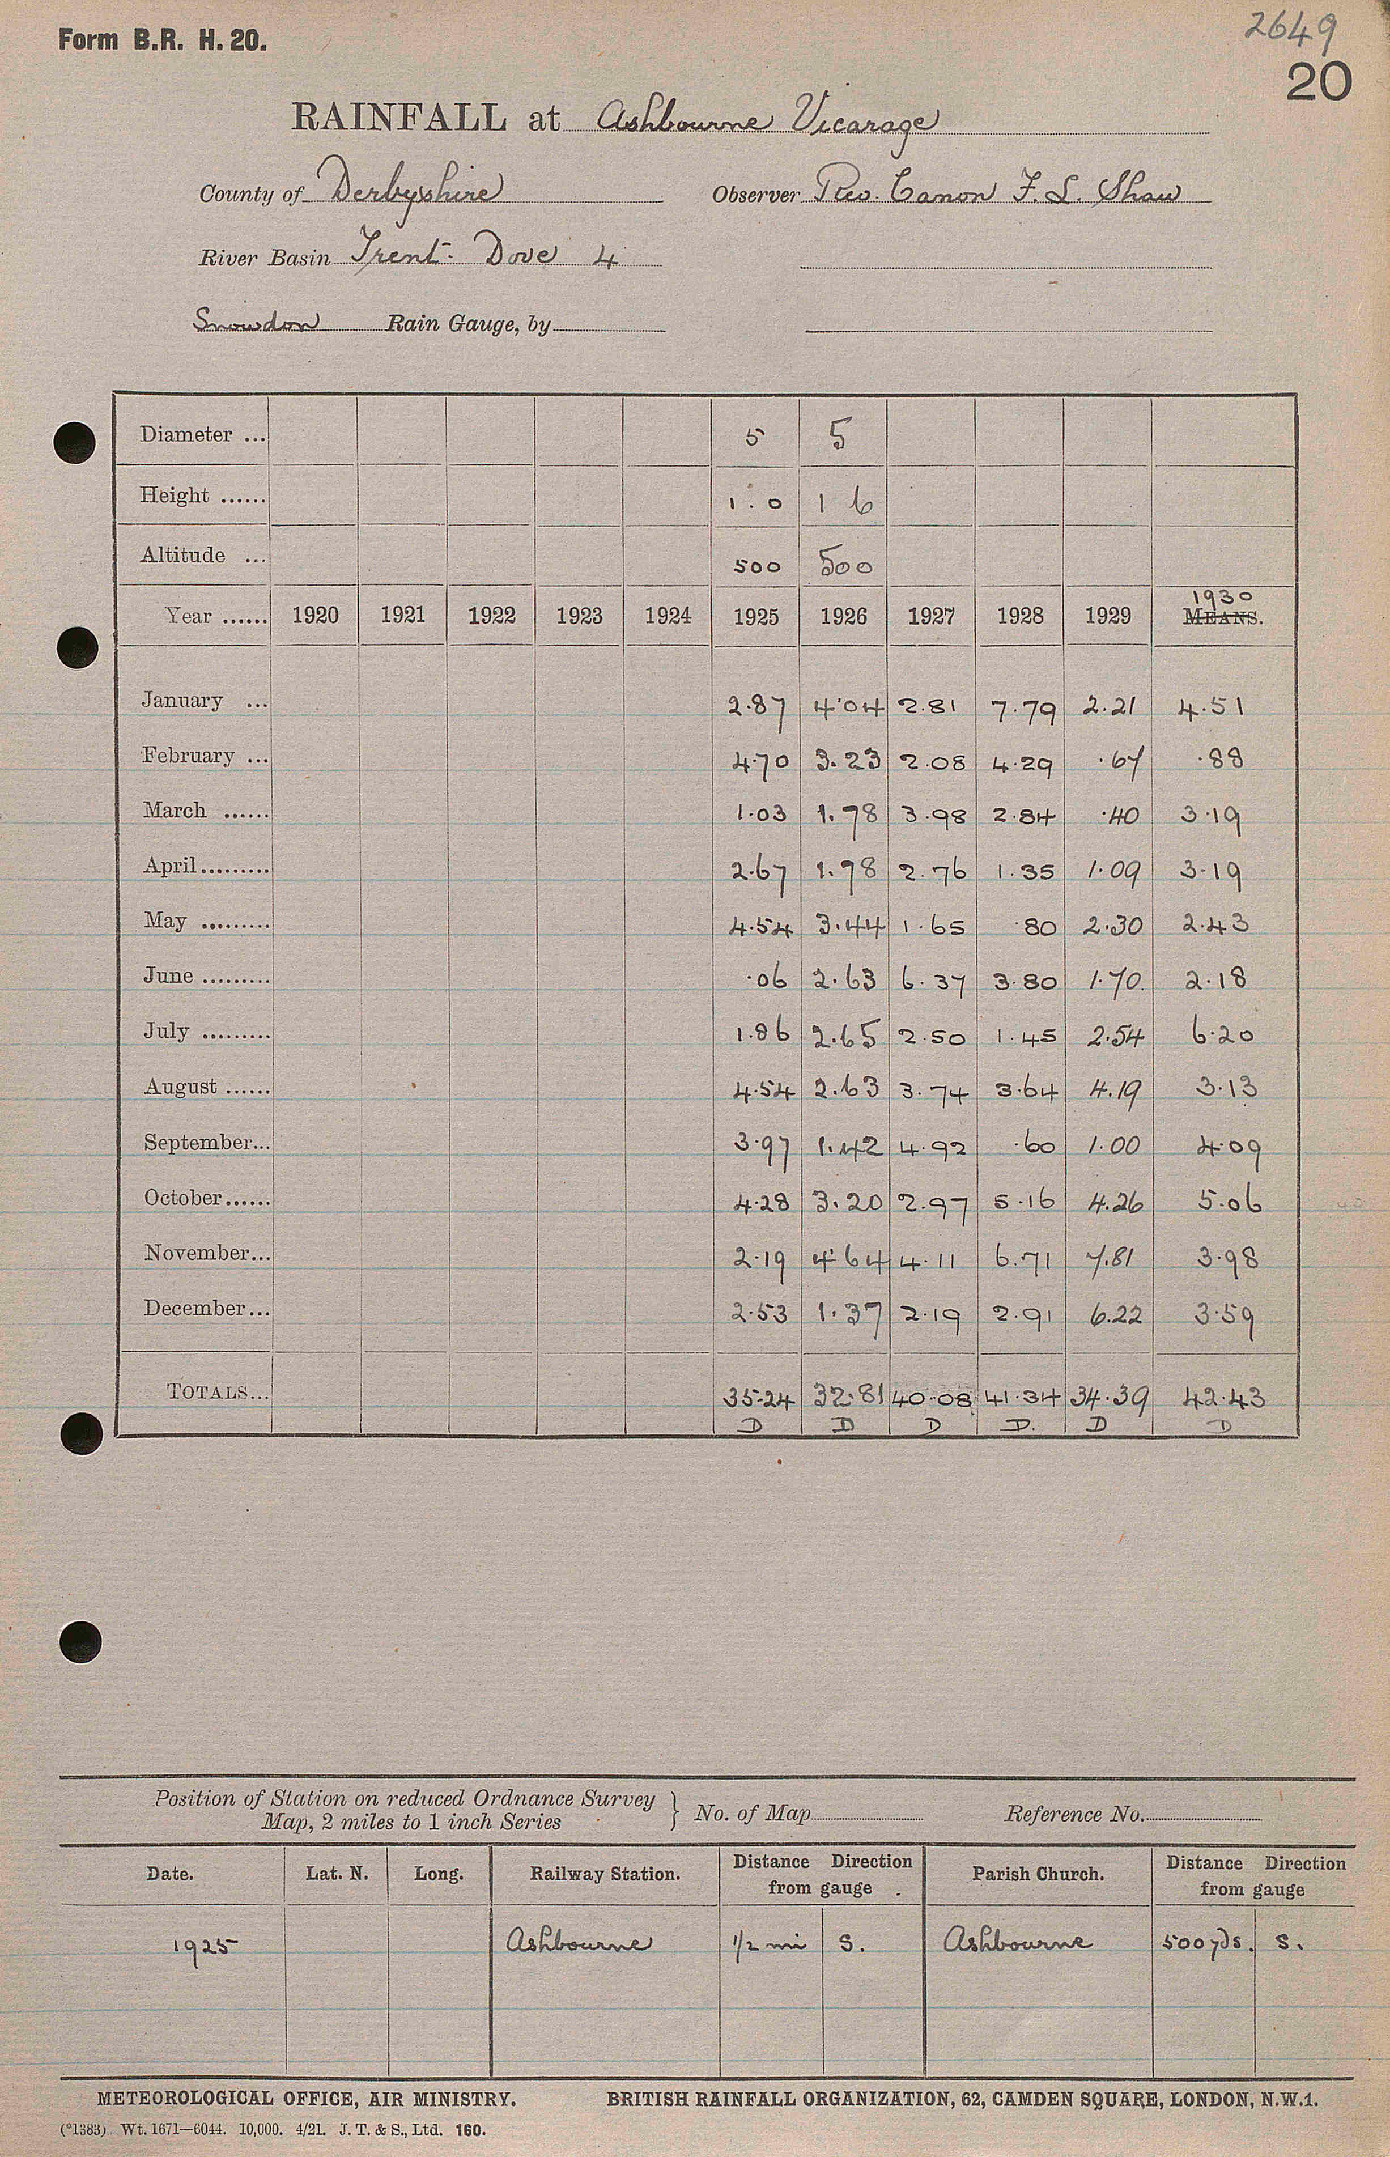 2649
Form B.R. H. 20.
20
RAINFALL at Ashbourne Vicarage
County of Derbyshire Observer Rev. Canon F. L. Shaw
River Basin Trent. Dove 4
Snowdon Rain Gauge, by
Diameter ... 5 5
Height ...... 1.0 1 6
Altitude ... 500 500
1930
Year ...... 1920 1921 1922 1923 1924 1925 1926 1927 1928 1929 MEANS.
January ... 2.87 4.04 2.81 7.79 2.21 4.51
February ... 4.70 3.23 2.08 4.29 .67 .88
March ...... 1.03 1.78 3.98 2.84 .40 3.19
April......... 2.67 1.78 2.76 1.35 1.09 3.19
May ......... 4.54 3.44 1.65 .80 2.30 2.43
June ......... .06 2.63 6.37 3.80 1.70 2.18
July ......... 1.86 2.65 2.50 1.45 2.54 6.20
August ...... 4.54 2.63 3.74 3.64 4.19 3.13
September... 3.97 1.42 4.92 .60 1.00 4.09
October...... 4.28 3.20 2.97 5.16 4.26 5.06
November... 2.19 4.64 4.11 6.71 7.81 3.98
December... 2.53 1.37 2.19 2.91 6.22 3.59
TOTALS... 35.24 32.81 40.08 41.34 34.39 42.43
D D D D. D D
Position of Station on reduced Ordnance Survey
Map, 2 miles to 1 inch Series } No. of Map Reference No.
Date. Lat. N. Long. Railway Station. Distance Direction from gauge Parish Church. Distance Direction from gauge
1925 Ashbourne 1/2 mi S. Ashbourne 500 yds. S.
METEOROLOGICAL OFFICE, AIR MINISTRY. BRITISH RAINFALL ORGANIZATION, 62, CAMDEN SQUARE, LONDON, N.W.1.
(*1383). Wt. 1671—6044. 10,000. 4/21. J. T. & S., Ltd. 160.